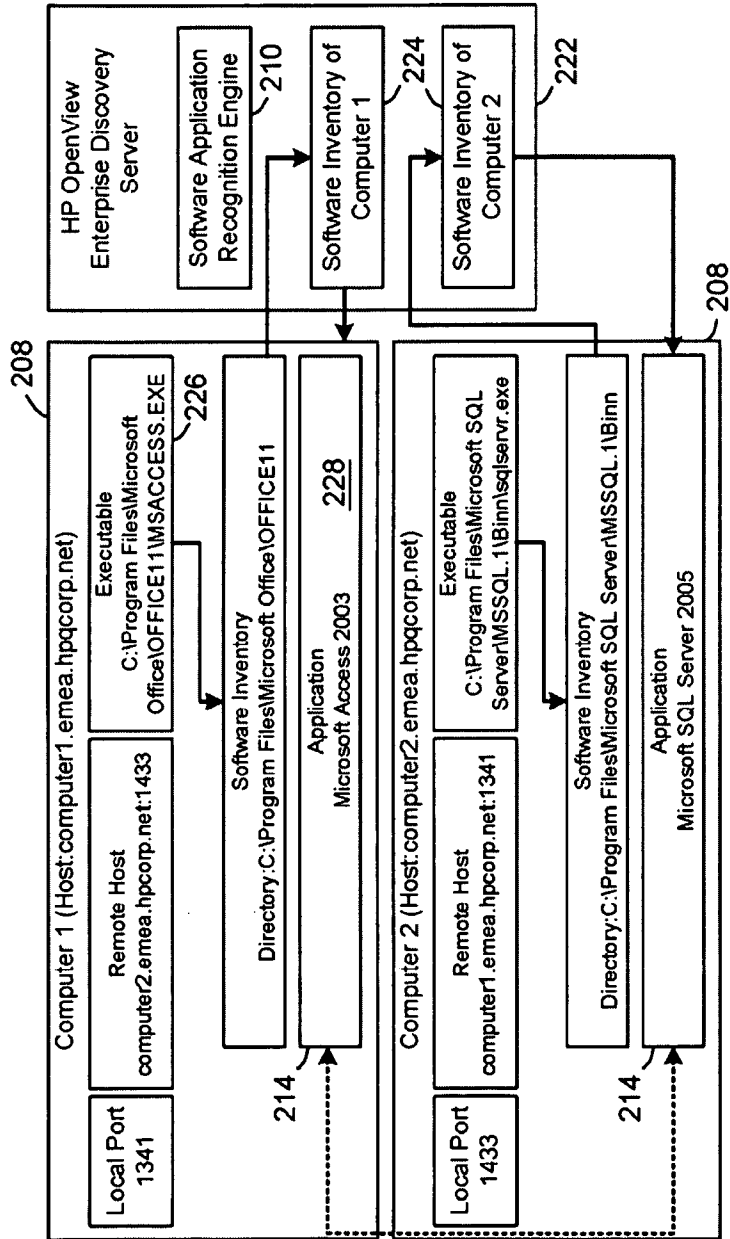 208
Computer 1 (Host:computer1.emea.hpqcorp.net)
Local Port
1341
Remote Host
computer2.emea.hpcorp.net:1433
Executable
C:\Program Files\Microsoft
Office\OFFICE11\MSACCESS.EXE
226
Software Inventory
Directory:C:\Program Files\Microsoft Office\OFFICE11
Application
Microsoft Access 2003
228
214
Computer 2 (Host:computer2.emea.hpqcorp.net)
Local Port
1433
Remote Host
computer1.emea.hpcorp.net:1341
Executable
C:\Program Files\Microsoft SQL
Server\MSSQL.1\Binn\sqlservr.exe
Software Inventory
Directory:C:\Program Files\Microsoft SQL Server\MSSQL.1\Binn
Application
Microsoft SQL Server 2005
214
208
HP OpenView
Enterprise Discovery
Server
Software Application
Recognition Engine
210
Software Inventory of
Computer 1
224
Software Inventory of
Computer 2
222